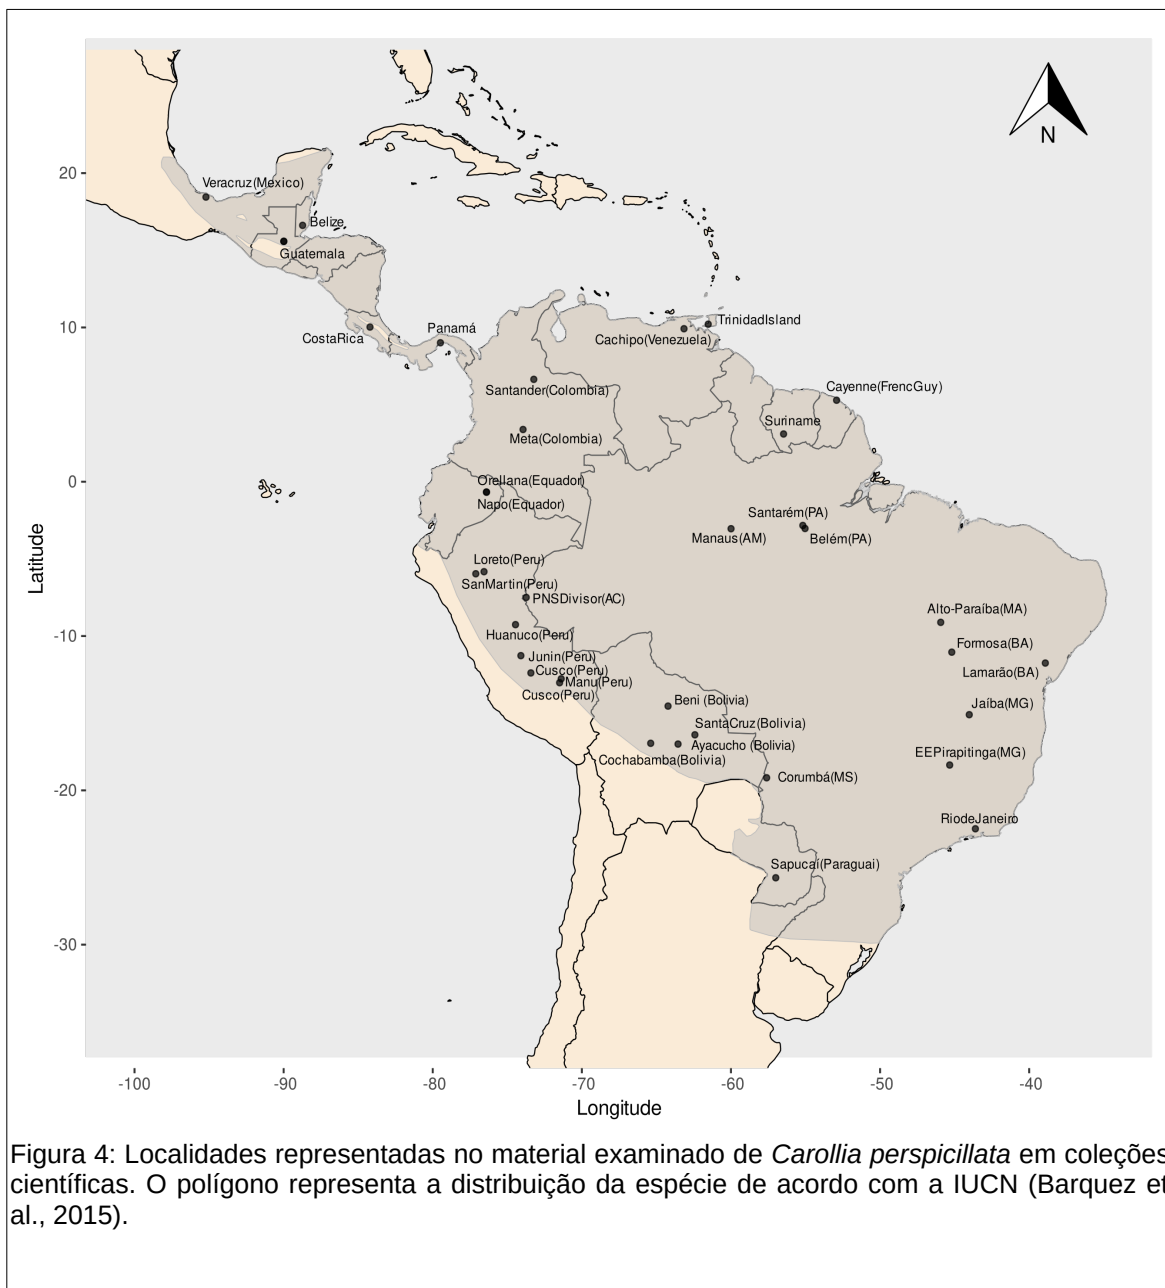 N
20
Veracruz(Mexico)
Belize
Guatemala
10
CostaRica
Panamá
TrinidadIsland
Cachipo(Venezuela)
Santander(Colombia)
Cayenne(FrencGuy)
Suriname
Meta(Colombia)
0
Orellana(Equador)
Napo(Equador)
Santarém(PA)
Manaus(AM)
Belém(PA)
Latitude
Loreto(Peru)
SanMartin(Peru)
PNSDivisor(AC)
Alto-Paraíba(MA)
-10
Huanuco(Peru)
Formosa(BA)
Junin(Peru)
Cusco(Peru)
Lamarão(BA)
Manu(Peru)
Cusco(Peru)
Beni (Bolivia)
Jaíba(MG)
SantaCruz(Bolivia)
Ayacucho (Bolivia)
EEPirapitinga(MG)
Cochabamba(Bolivia)
Corumbá(MS)
-20
RiodeJaneiro
Sapucaí(Paraguai)
-30
-100
-90
-80
-70
-60
-50
-40
Longitude
Figura 4: Localidades representadas no material examinado de Carollia perspicillata em coleções
científicas. O polígono representa a distribuição da espécie de acordo com a IUCN (Barquez et
al., 2015).